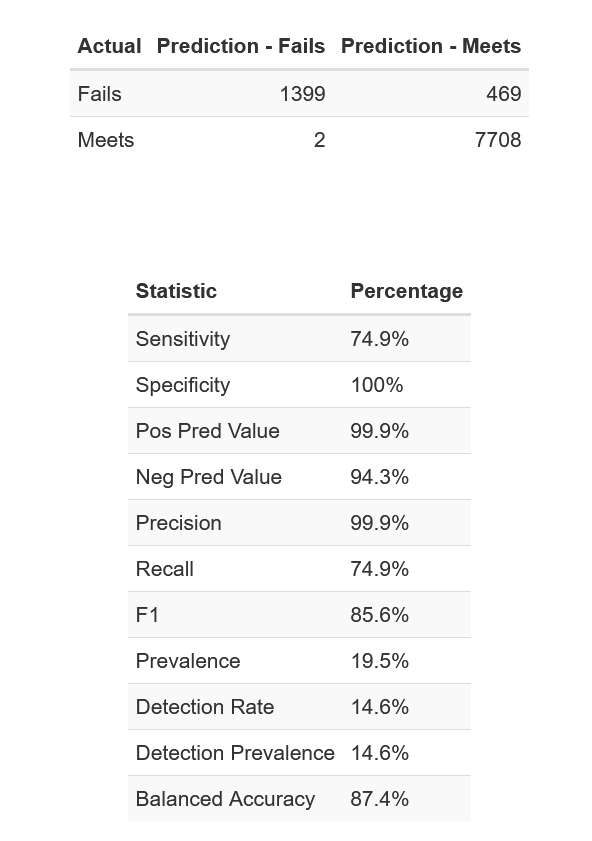 Actual Prediction - Fails Prediction - Meets
Fails 1399 469
Meets 2 7708
Statistic Percentage
Sensitivity 74.9%
Specificity 100%
Pos Pred Value 99.9%
Neg Pred Value 94.3%
Precision 99.9%
Recall 74.9%
F1 85.6%
Prevalence 19.5%
Detection Rate 14.6%
Detection Prevalence 14.6%
Balanced Accuracy 87.4%